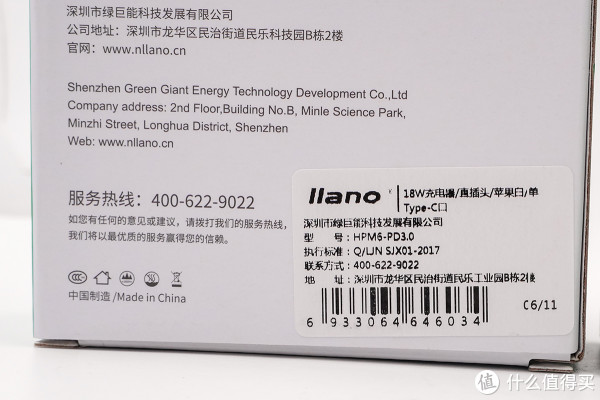 深圳市绿巨能科技发展有限公司
公司地址：深圳市龙华区民治街道民乐科技园B栋2楼
官网：www.nllano.cn
Shenzhen Green Giant Energy Technology Development Co.,Ltd
Company address: 2nd Floor,Building No.B, Minle Science Park,
Minzhi Street, Longhua District, Shenzhen
Web: www.nllano.cn
服务热线：400-622-9022
如您有任何的意见或建议，请拨打我们的服务热线，
我们将以最优质的服务赢得您的信赖。
中国制造/Made in China
llano
18W充电器/直插头/苹果白/单
Type-C口
深圳市绿巨能科技发展有限公司
型 号：HPM6-PD3.0
执行标准：Q/LJN SJX01-2017
联系方式：400-622-9022
地 址：深圳市龙华区民治街道民乐工业园B栋2楼
6 933064 646034
C6/11
值 什么值得买